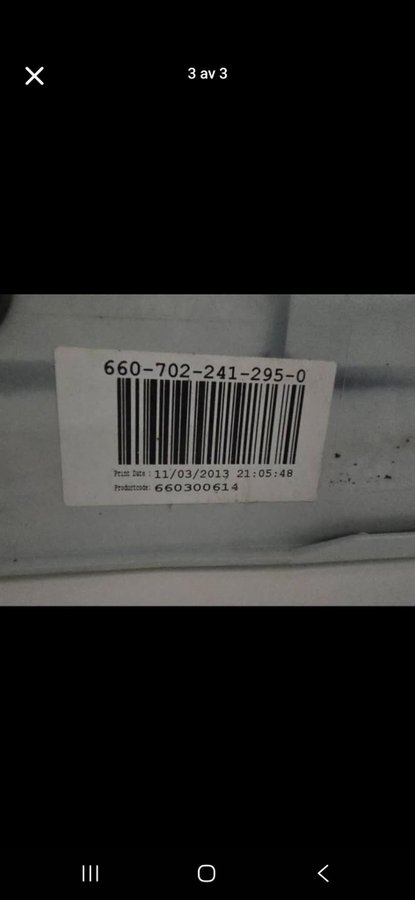 3 av 3
660-702-241-295-0
Print Date : 11/03/2013 21:05:48
Productcode: 660300614